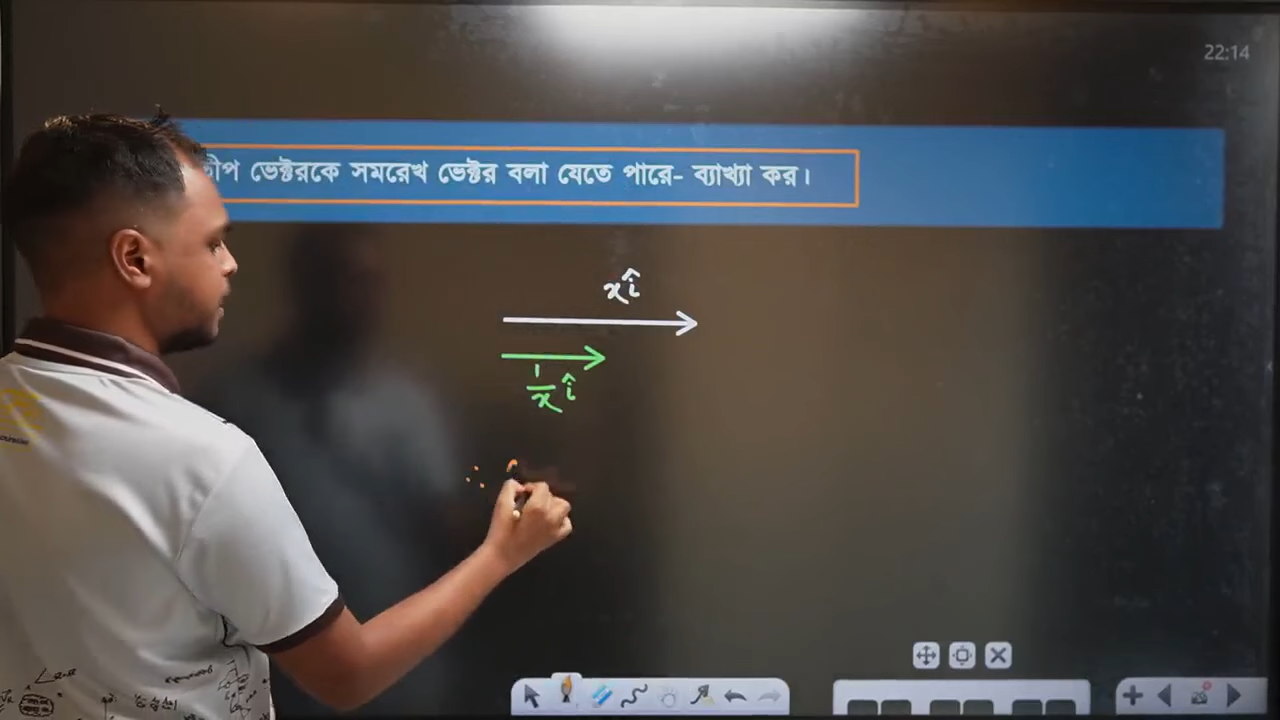 22:14
ভেক্টরকে সমরেখ ভেক্টর বলা যেতে পারে- ব্যাখ্যা কর।
xî
1/x î
∴